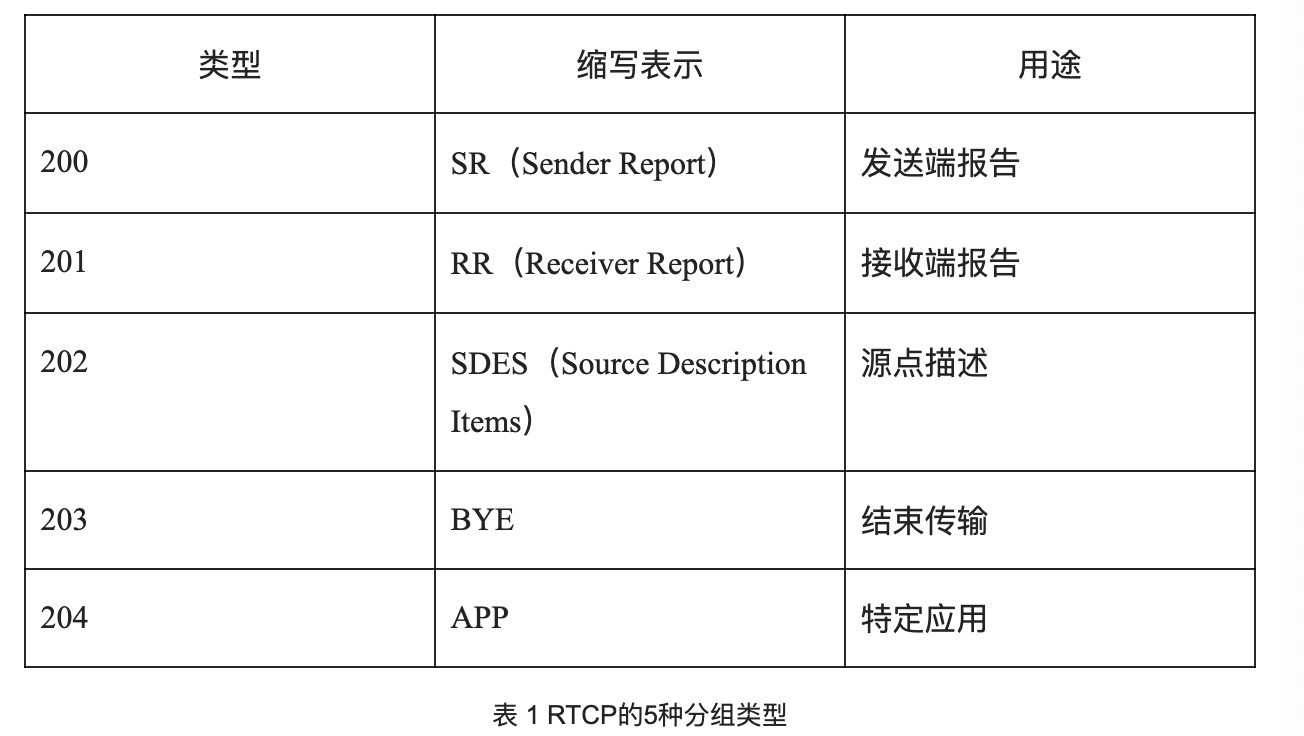 类型 缩写表示 用途
200 SR（Sender Report） 发送端报告
201 RR（Receiver Report） 接收端报告
202 SDES（Source Description 源点描述
Items）
203 BYE 结束传输
204 APP 特定应用
表 1 RTCP的5种分组类型